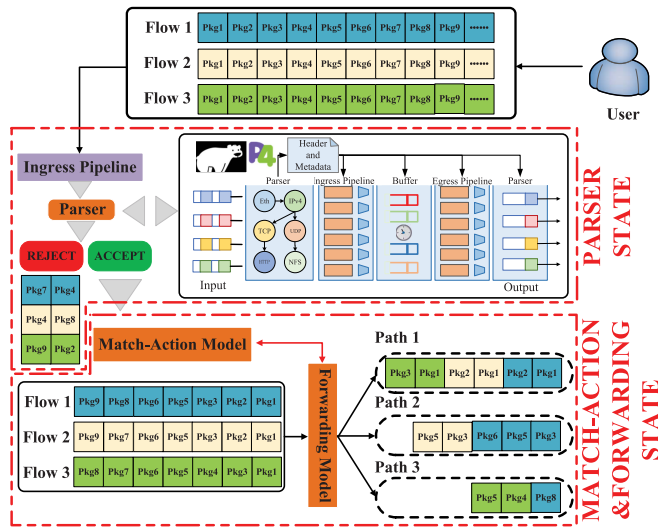 Flow 1 Pkg1 Pkg2 Pkg3 Pkg4 Pkg5 Pkg6 Pkg7 Pkg8 Pkg9 ······
Flow 2 Pkg1 Pkg2 Pkg3 Pkg4 Pkg5 Pkg6 Pkg7 Pkg8 Pkg9 ······
Flow 3 Pkg1 Pkg2 Pkg3 Pkg4 Pkg5 Pkg6 Pkg7 Pkg8 Pkg9 ······
User
Ingress Pipeline
Parser
REJECT ACCEPT
Pkg7 Pkg4
Pkg4 Pkg8
Pkg9 Pkg2
P4
Header
and
Metadata
Parser Ingress Pipeline Buffer Egress Pipeline Parser
Eth IPv4
TCP UDP
NFS
Input Output
PARSER
STATE
Match-Action Model
Forwarding Model
Flow 1 Pkg9 Pkg8 Pkg6 Pkg5 Pkg3 Pkg2 Pkg1
Flow 2 Pkg9 Pkg7 Pkg6 Pkg5 Pkg3 Pkg2 Pkg1
Flow 3 Pkg8 Pkg7 Pkg6 Pkg5 Pkg4 Pkg3 Pkg1
Path 1
Pkg3 Pkg1 Pkg2 Pkg1 Pkg2 Pkg1
Path 2
Pkg5 Pkg3 Pkg6 Pkg5 Pkg3
Path 3
Pkg5 Pkg4 Pkg8
MATCH-ACTION
&FORWARDING
STATE